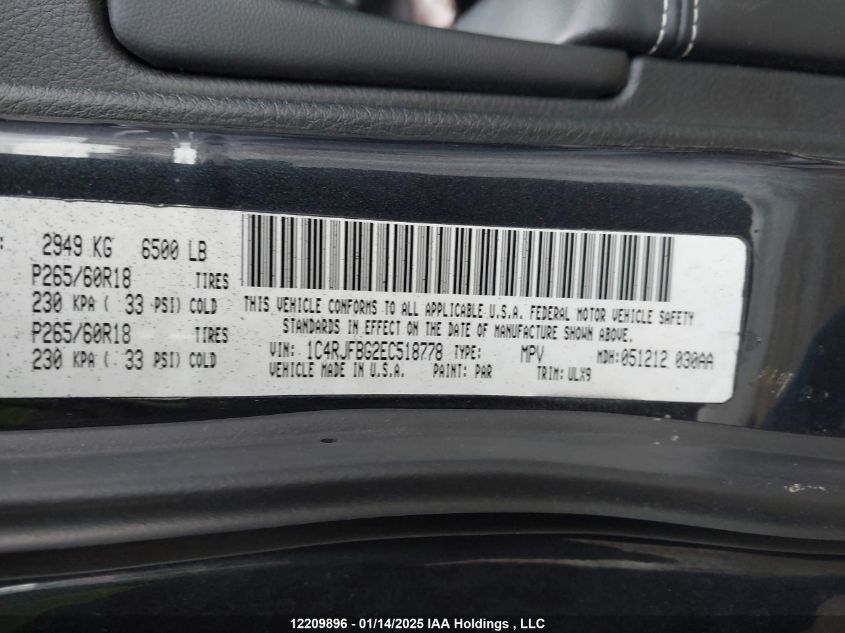 : 2949 KG 6500 LB
P265/60R18 TIRES
230 KPA ( 33 PSI) COLD
P265/60R18 TIRES
230 KPA ( 33 PSI) COLD
THIS VEHICLE CONFORMS TO ALL APPLICABLE U.S.A. FEDERAL MOTOR VEHICLE SAFETY
STANDARDS IN EFFECT ON THE DATE OF MANUFACTURE SHOWN ABOVE.
VIN: 1C4RJFBG2EC518778 TYPE: MPV MDH:051212 030AA
VEHICLE MADE IN U.S.A. PAINT: PAR TRIM: ULX9
12209896 - 01/14/2025 IAA Holdings , LLC